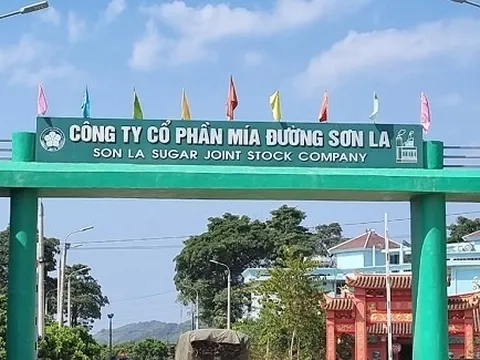 CÔNG TY CỔ PHẦN MÍA ĐƯỜNG SƠN LA
SON LA SUGAR JOINT STOCK COMPANY